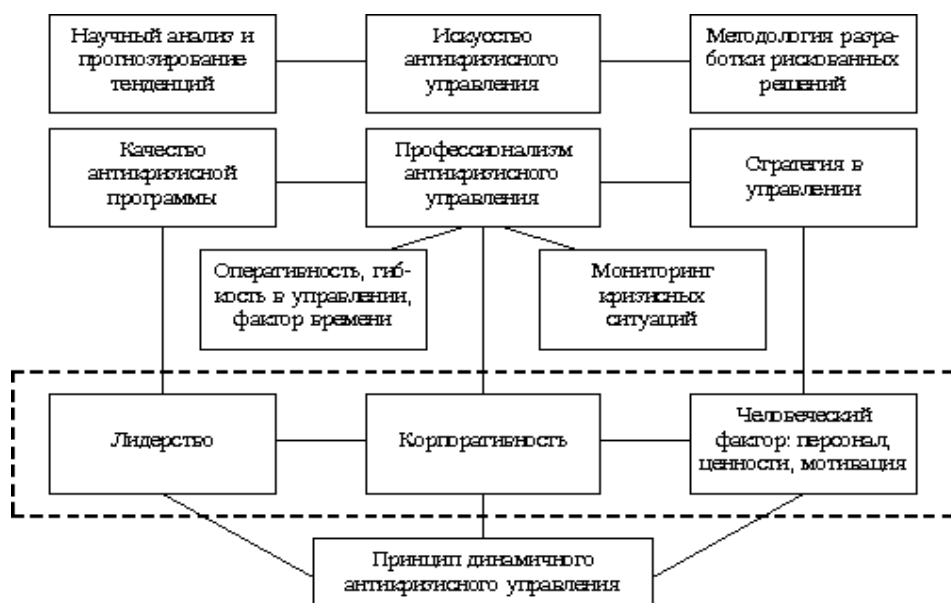 Научный анализ и
прогнозирование
тенденций
Искусство
антикризисного
управления
Методология разра-
ботки рискованных
решений
Качество
антикризисной
программы
Профессионализм
антикризисного
управления
Стратегия в
управлении
Оперативность, гиб-
кость в управлении,
фактор времени
Мониторинг
кризисных
ситуаций
Лидерство
Корпоративность
Человеческий
фактор: персонал,
ценности, мотивация
Принцип динамичного
антикризисного управления